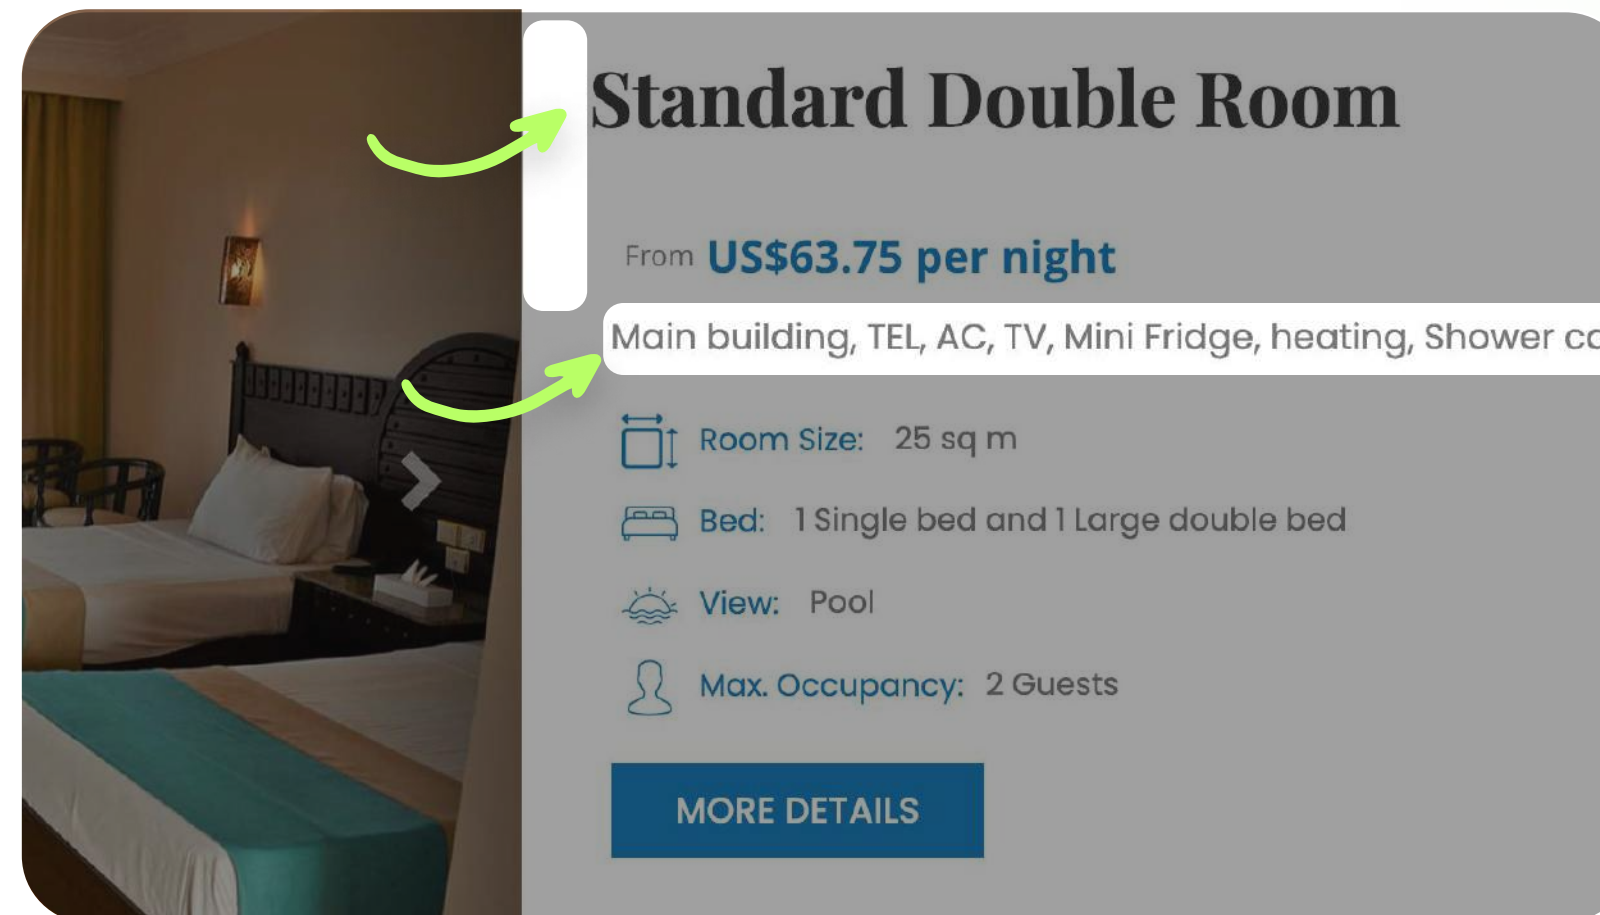 Standard Double Room
From US$63.75 per night
Main building, TEL, AC, TV, Mini Fridge, heating, Shower
Room Size: 25 sq m
Bed: 1 Single bed and 1 Large double bed
View: Pool
Max. Occupancy: 2 Guests
MORE DETAILS